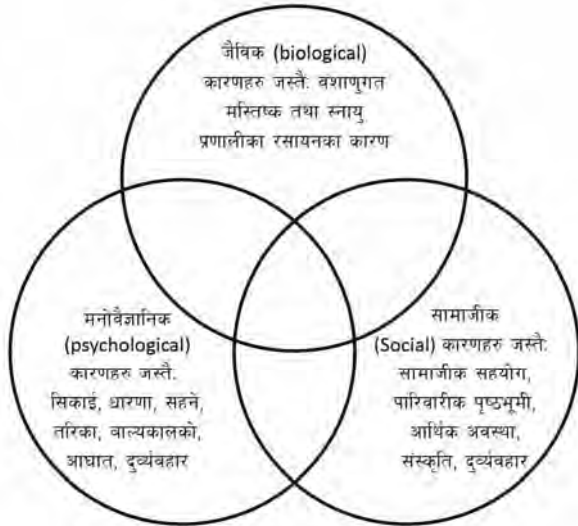 जैविक (biological)
कारणहरु जस्तै: वशाणुगत
मस्तिष्क तथा स्नायु
प्रणालीका रसायनका कारण
मनोवैज्ञानिक
(psychological)
कारणहरु जस्तै:
सिकाई, धारणा, सहने,
तरिका, बाल्यकालको,
आघात, दुर्व्यवहार
सामाजीक
(Social) कारणहरु जस्तै:
सामाजीक सहयोग,
पारिवारीक पृष्ठभूमी,
आर्थिक अवस्था,
संस्कृति, दुर्व्यवहार